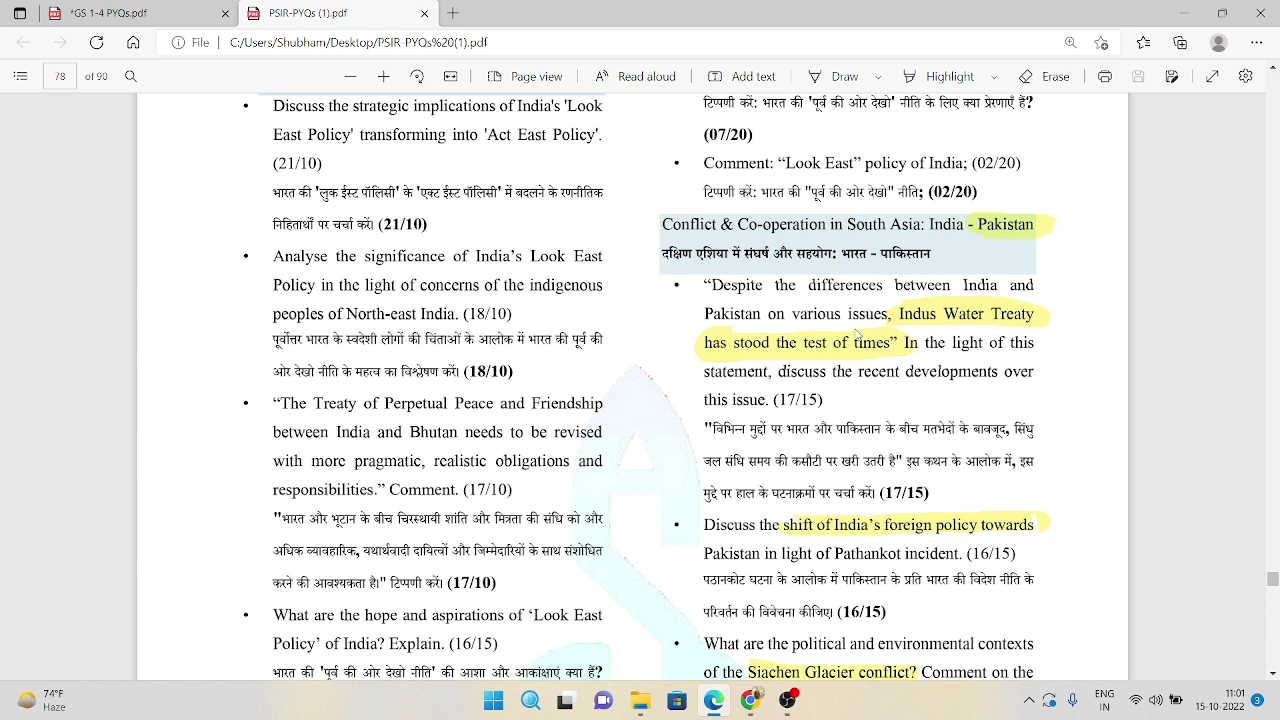 *GS 1-4 PYQs.pdf
PSIR-PYQs (1).pdf
File
C:/Users/Shubham/Desktop/PSIR-PYQs%20(1).pdf
78 of 90
Page view
Read aloud
Add text
Draw
Highlight
Erase
Discuss the strategic implications of India's 'Look
East Policy' transforming into 'Act East Policy'.
(21/10)
भारत की 'लुक ईस्ट पॉलिसी' के 'एक्ट ईस्ट पॉलिसी' में बदलने के रणनीतिक
निहितार्थों पर चर्चा करें। (21/10)
• Analyse the significance of India's Look East
Policy in the light of concerns of the indigenous
peoples of North-east India. (18/10)
पूर्वोत्तर भारत के स्वदेशी लोगों की चिंताओं के आलोक में भारत की पूर्व की
ओर देखो नीति के महत्व का विश्लेषण करें। (18/10)
• “The Treaty of Perpetual Peace and Friendship
between India and Bhutan needs to be revised
with more pragmatic, realistic obligations and
responsibilities.” Comment. (17/10)
"भारत और भूटान के बीच चिरस्थायी शांति और मित्रता की संधि को और
अधिक व्यावहारिक, यथार्थवादी दायित्वों और जिम्मेदारियों के साथ संशोधित
करने की आवश्यकता है।" टिप्पणी करें। (17/10)
• What are the hope and aspirations of ‘Look East
Policy’ of India? Explain. (16/15)
भारत की 'पूर्व की ओर देखो' नीति' की आशा और आकांक्षाएं क्या हैं?
टिप्पणी करें: भारत की 'पूर्व की ओर देखो' नीति के लिए क्या प्रेरणाएँ हैं?
(07/20)
• Comment: “Look East” policy of India; (02/20)
टिप्पणी करें: भारत की "पूर्व की ओर देखो" नीति; (02/20)
Conflict & Co-operation in South Asia: India - Pakistan
दक्षिण एशिया में संघर्ष और सहयोग: भारत - पाकिस्तान
• “Despite the differences between India and
Pakistan on various issues, Indus Water Treaty
has stood the test of times” In the light of this
statement, discuss the recent developments over
this issue. (17/15)
"विभिन्न मुद्दों पर भारत और पाकिस्तान के बीच मतभेदों के बावजूद, सिंधु
जल संधि समय की कसौटी पर खरी उतरी है" इस कथन के आलोक में, इस
मुद्दे पर हाल के घटनाक्रमों पर चर्चा करें। (17/15)
• Discuss the shift of India’s foreign policy towards
Pakistan in light of Pathankot incident. (16/15)
पठानकोट घटना के आलोक में पाकिस्तान के प्रति भारत की विदेश नीति के
परिवर्तन की विवेचना कीजिए। (16/15)
• What are the political and environmental contexts
of the Siachen Glacier conflict? Comment on the
74°F
Haze
ENG
IN
11:01
15-10-2022
3